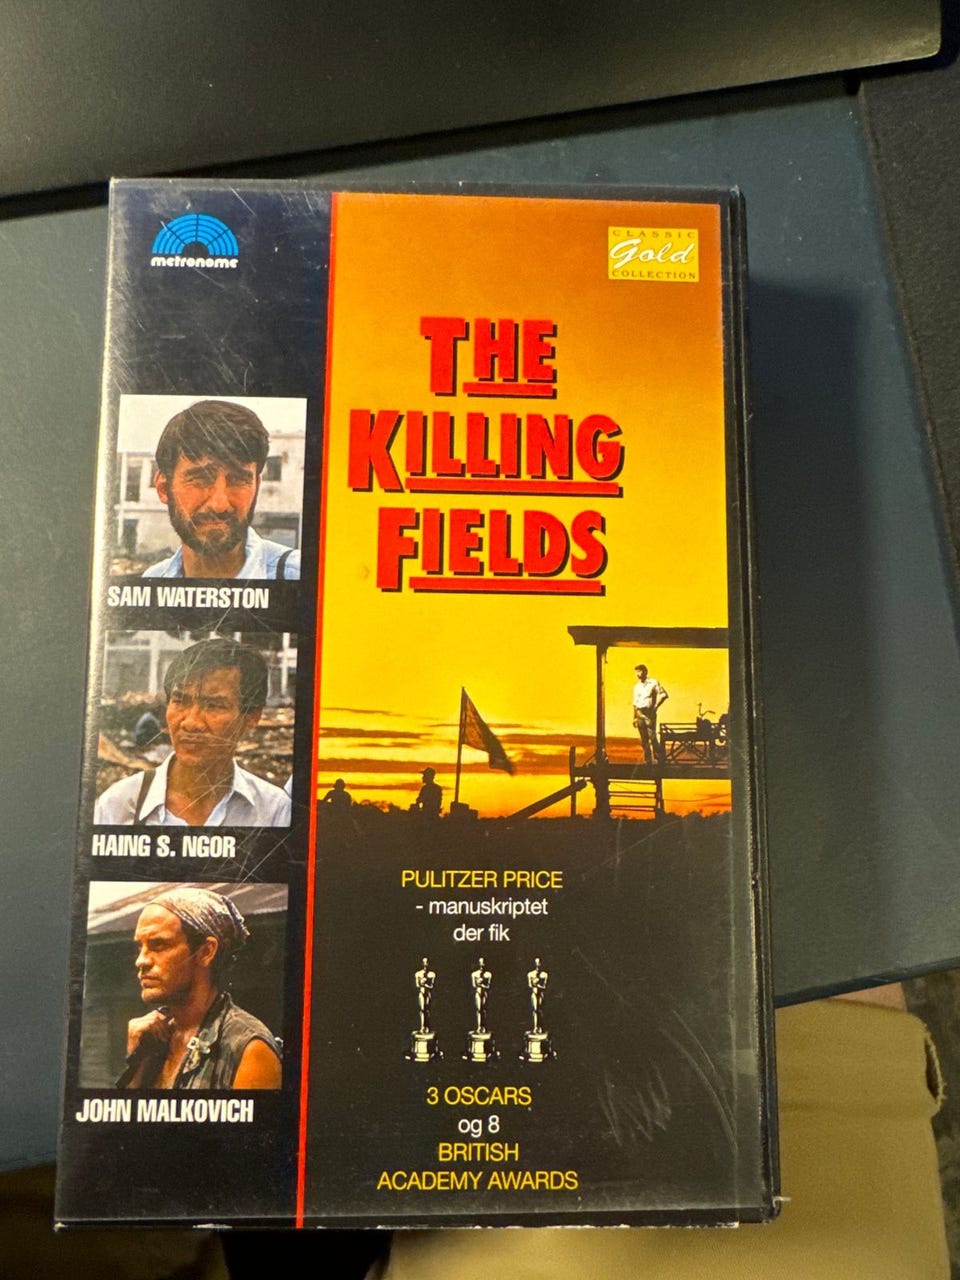 metronome
CLASSIC
Gold
COLLECTION
THE
KILLING
FIELDS
SAM WATERSTON
HAING S. NGOR
JOHN MALKOVICH
PULITZER PRICE
- manuskriptet
der fik
3 OSCARS
og 8
BRITISH
ACADEMY AWARDS